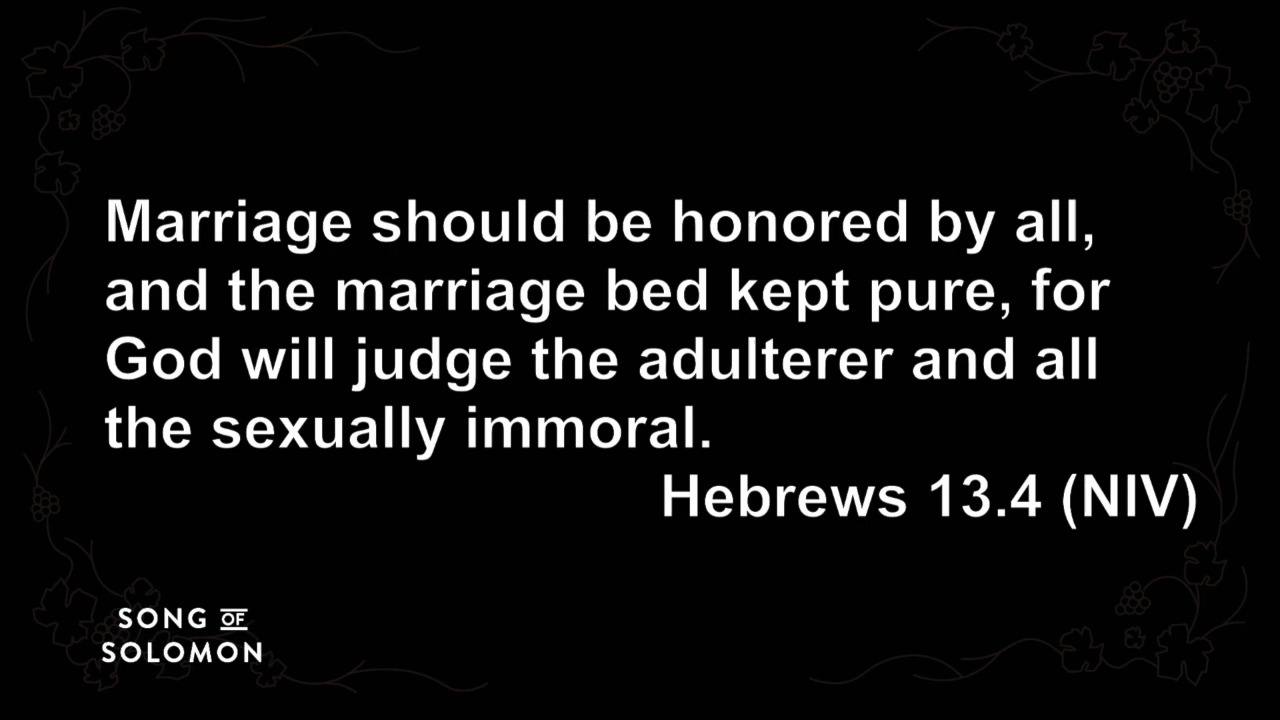 Marriage should be honored by all,
and the marriage bed kept pure, for
God will judge the adulterer and all
the sexually immoral.
Hebrews 13.4 (NIV)
SONG OF
SOLOMON